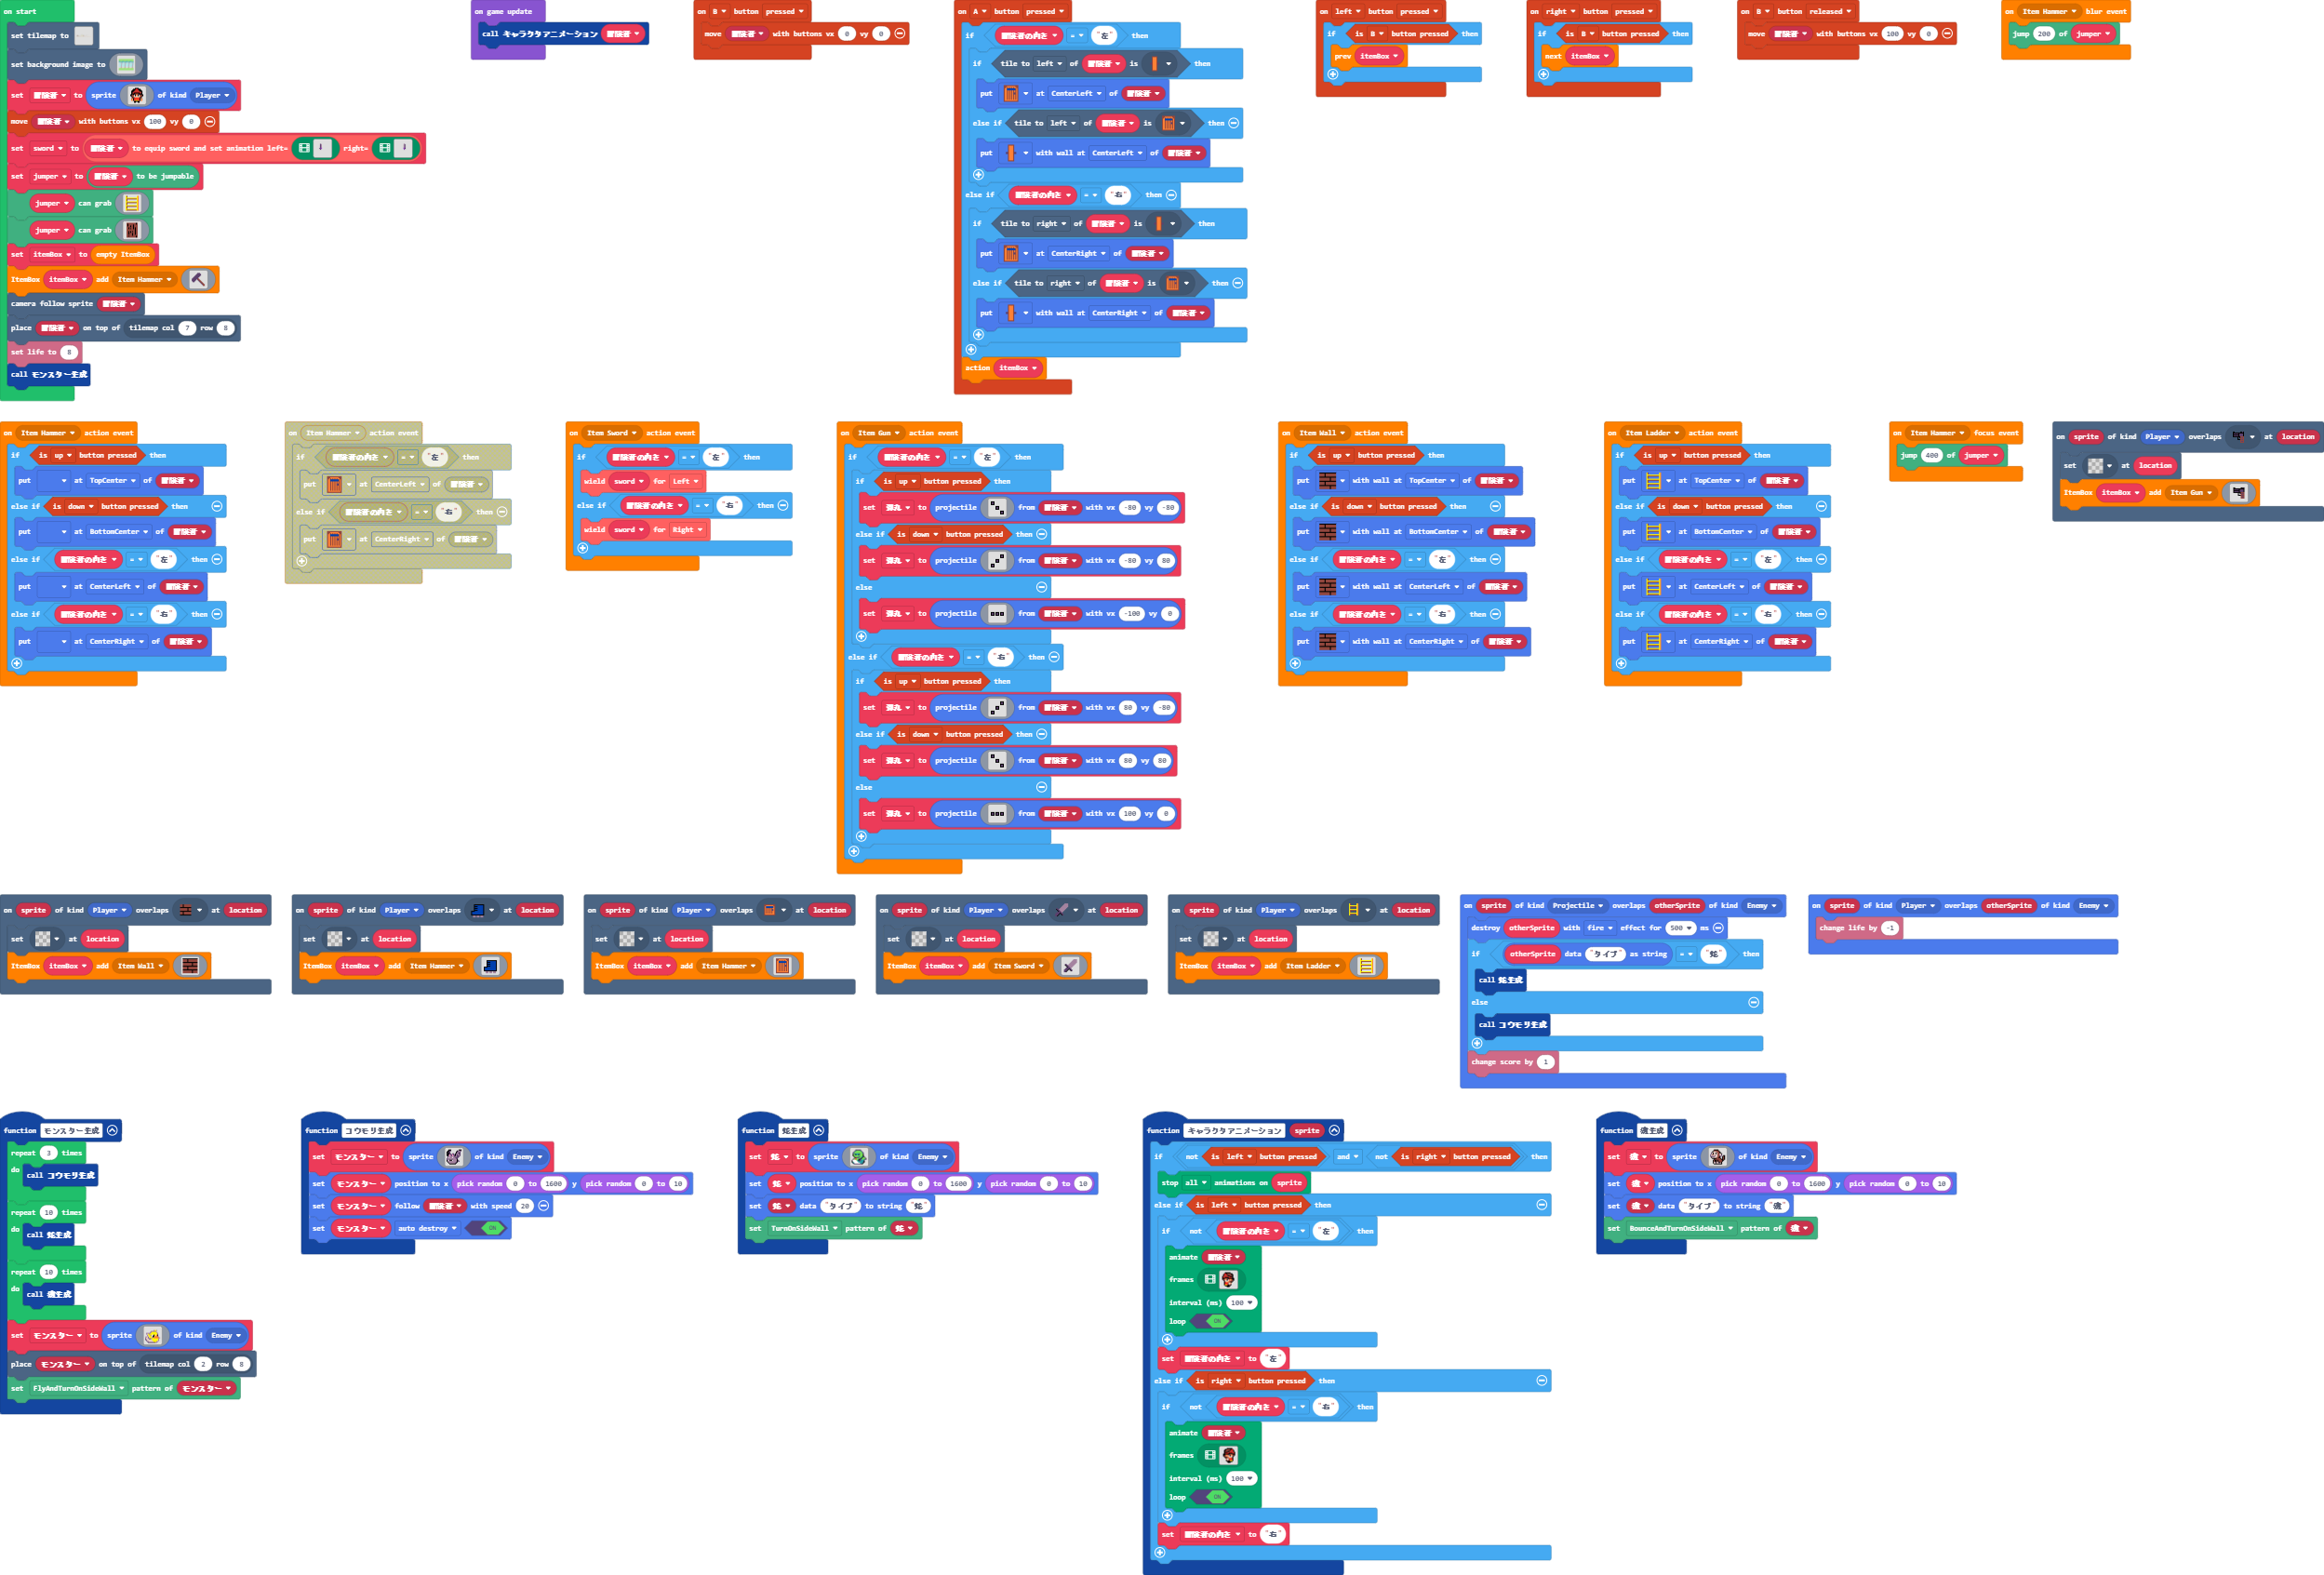 on start
set tilemap to
set background image to
set 冒険者 to sprite of kind Player
move 冒険者 with buttons vx 100 vy 0
set sword to 冒険者 to equip sword and set animation left= right=
set jumper to 冒険者 to be jumpable
jumper can grab
jumper can grab
set itemBox to empty ItemBox
ItemBox itemBox add Item Hammer
camera follow sprite 冒険者
place 冒険者 on top of tilemap col 7 row 8
set life to 8
call モンスター生成
on game update
call キャラクタアニメーション 冒険者
on B button pressed
move 冒険者 with buttons vx 0 vy 0
on A button pressed
if 冒険者の向き = "左" then
if tile to left of 冒険者 is then
put at CenterLeft of 冒険者
else if tile to left of 冒険者 is then
put with wall at CenterLeft of 冒険者
else if 冒険者の向き = "右" then
if tile to right of 冒険者 is then
put at CenterRight of 冒険者
else if tile to right of 冒険者 is then
put with wall at CenterRight of 冒険者
action itemBox
on left button pressed
if is B button pressed then
prev itemBox
on right button pressed
if is B button pressed then
next itemBox
on B button released
move 冒険者 with buttons vx 100 vy 0
on Item Hammer blur event
jump 200 of jumper
on Item Hammer action event
if is up button pressed then
put at TopCenter of 冒険者
else if is down button pressed then
put at BottomCenter of 冒険者
else if 冒険者の向き = "左" then
put at CenterLeft of 冒険者
else if 冒険者の向き = "右" then
put at CenterRight of 冒険者
on Item Hammer action event
if 冒険者の向き = "左" then
put at CenterLeft of 冒険者
else if 冒険者の向き = "右" then
put at CenterRight of 冒険者
on Item Sword action event
if 冒険者の向き = "左" then
wield sword for Left
else if 冒険者の向き = "右" then
wield sword for Right
on Item Gun action event
if 冒険者の向き = "左" then
if is up button pressed then
set 弾丸 to projectile from 冒険者 with vx -80 vy -80
else if is down button pressed then
set 弾丸 to projectile from 冒険者 with vx -80 vy 80
else
set 弾丸 to projectile from 冒険者 with vx -100 vy 0
else if 冒険者の向き = "右" then
if is up button pressed then
set 弾丸 to projectile from 冒険者 with vx 80 vy -80
else if is down button pressed then
set 弾丸 to projectile from 冒険者 with vx 80 vy 80
else
set 弾丸 to projectile from 冒険者 with vx 100 vy 0
on Item Wall action event
if is up button pressed then
put with wall at TopCenter of 冒険者
else if is down button pressed then
put with wall at BottomCenter of 冒険者
else if 冒険者の向き = "左" then
put with wall at CenterLeft of 冒険者
else if 冒険者の向き = "右" then
put with wall at CenterRight of 冒険者
on Item Ladder action event
if is up button pressed then
put at TopCenter of 冒険者
else if is down button pressed then
put at BottomCenter of 冒険者
else if 冒険者の向き = "左" then
put at CenterLeft of 冒険者
else if 冒険者の向き = "右" then
put at CenterRight of 冒険者
on Item Hammer focus event
jump 400 of jumper
on sprite of kind Player overlaps at location
set at location
ItemBox itemBox add Item Gun
on sprite of kind Player overlaps at location
set at location
ItemBox itemBox add Item Wall
on sprite of kind Player overlaps at location
set at location
ItemBox itemBox add Item Hammer
on sprite of kind Player overlaps at location
set at location
ItemBox itemBox add Item Hammer
on sprite of kind Player overlaps at location
set at location
ItemBox itemBox add Item Sword
on sprite of kind Player overlaps at location
set at location
ItemBox itemBox add Item Ladder
on sprite of kind Projectile overlaps otherSprite of kind Enemy
destroy otherSprite with fire effect for 500 ms
if otherSprite data "タイプ" as string = "蛇" then
call 蛇生成
else
call コウモリ生成
change score by 1
on sprite of kind Player overlaps otherSprite of kind Enemy
change life by -1
function モンスター生成
repeat 3 times
do call コウモリ生成
repeat 10 times
do call 蛇生成
repeat 10 times
do call 猿生成
set モンスター to sprite of kind Enemy
place モンスター on top of tilemap col 2 row 8
set FlyAndTurnOnSideWall pattern of モンスター
function コウモリ生成
set モンスター to sprite of kind Enemy
set モンスター position to x pick random 0 to 1600 y pick random 0 to 10
set モンスター follow 冒険者 with speed 20
set モンスター auto destroy ON
function 蛇生成
set 蛇 to sprite of kind Enemy
set 蛇 position to x pick random 0 to 1600 y pick random 0 to 10
set 蛇 data "タイプ" to string "蛇"
set TurnOnSideWall pattern of 蛇
function キャラクタアニメーション sprite
if not is left button pressed and not is right button pressed then
stop all animations on sprite
else if is left button pressed then
if not 冒険者の向き = "左" then
animate 冒険者
frames
interval (ms) 100
loop ON
set 冒険者の向き to "左"
else if is right button pressed then
if not 冒険者の向き = "右" then
animate 冒険者
frames
interval (ms) 100
loop ON
set 冒険者の向き to "右"
function 猿生成
set 猿 to sprite of kind Enemy
set 猿 position to x pick random 0 to 1600 y pick random 0 to 10
set 猿 data "タイプ" to string "猿"
set BounceAndTurnOnSideWall pattern of 猿